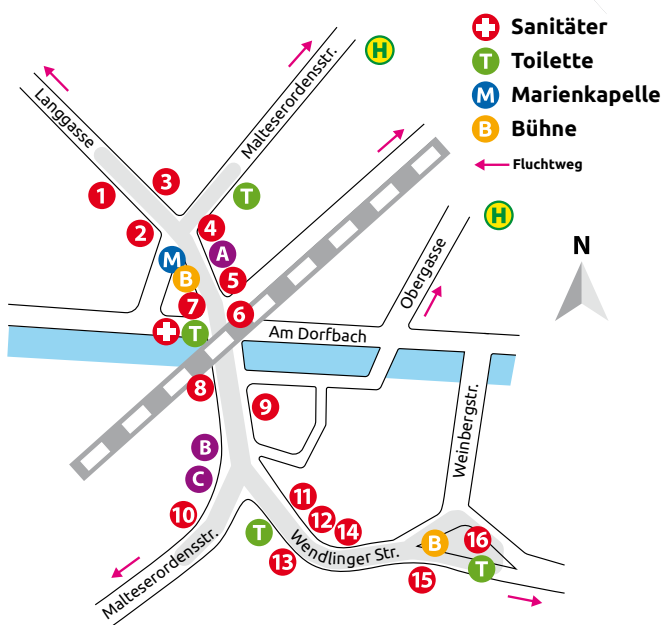 Sanitäter
T Toilette
M Marienkapelle
B Bühne
Fluchtweg
H
Langgasse
Malteserordensstr.
3
1
T
2
4
A
M
5
B
7
6
T
H
N
Obergasse
Am Dorfbach
8
9
Weinbergstr.
B
C
10
11
12
14
T
13
Wendlinger Str.
B
16
T
15
Malteserordensstr.